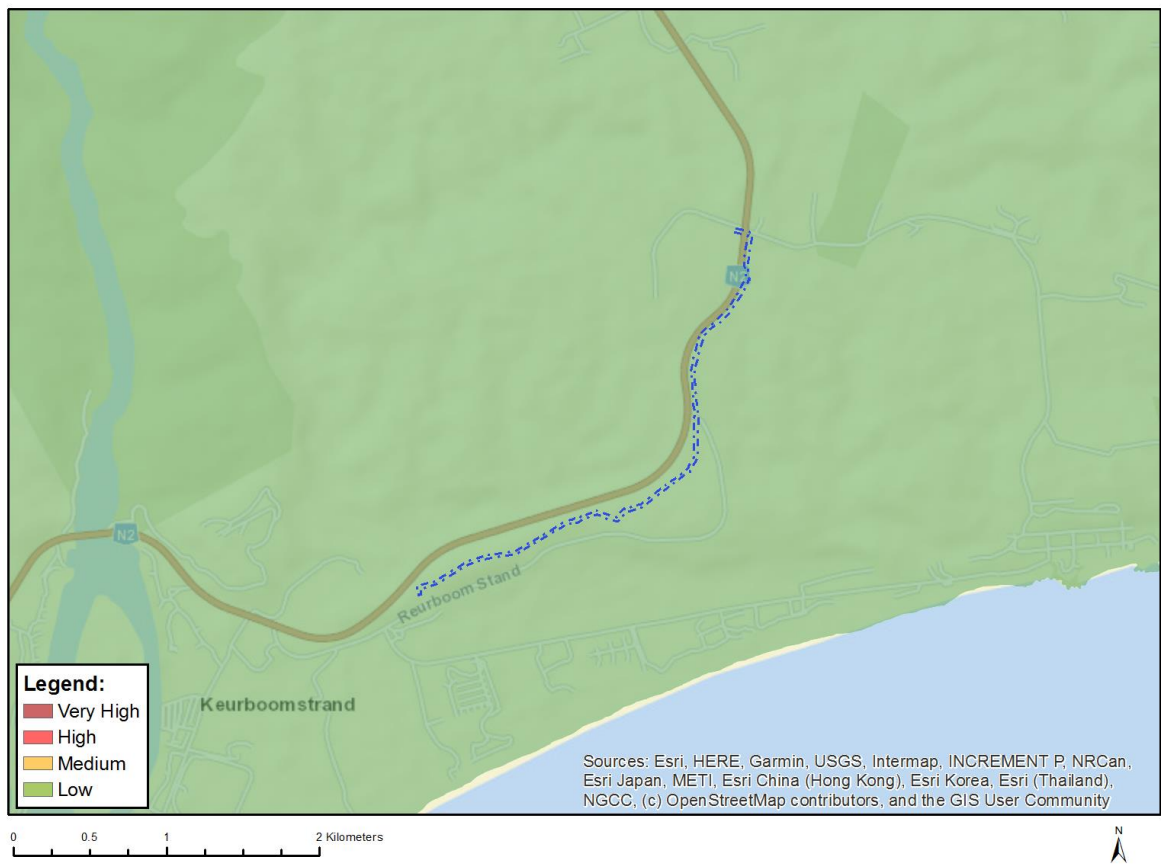 N2
N2
Reurboom Stand
Keurboomstrand
Legend:
Very High
High
Medium
Low
Sources: Esri, HERE, Garmin, USGS, Intermap, INCREMENT P, NRCan,
Esri Japan, METI, Esri China (Hong Kong), Esri Korea, Esri (Thailand),
NGCC, (c) OpenStreetMap contributors, and the GIS User Community
0 0.5 1 2 Kilometers
N